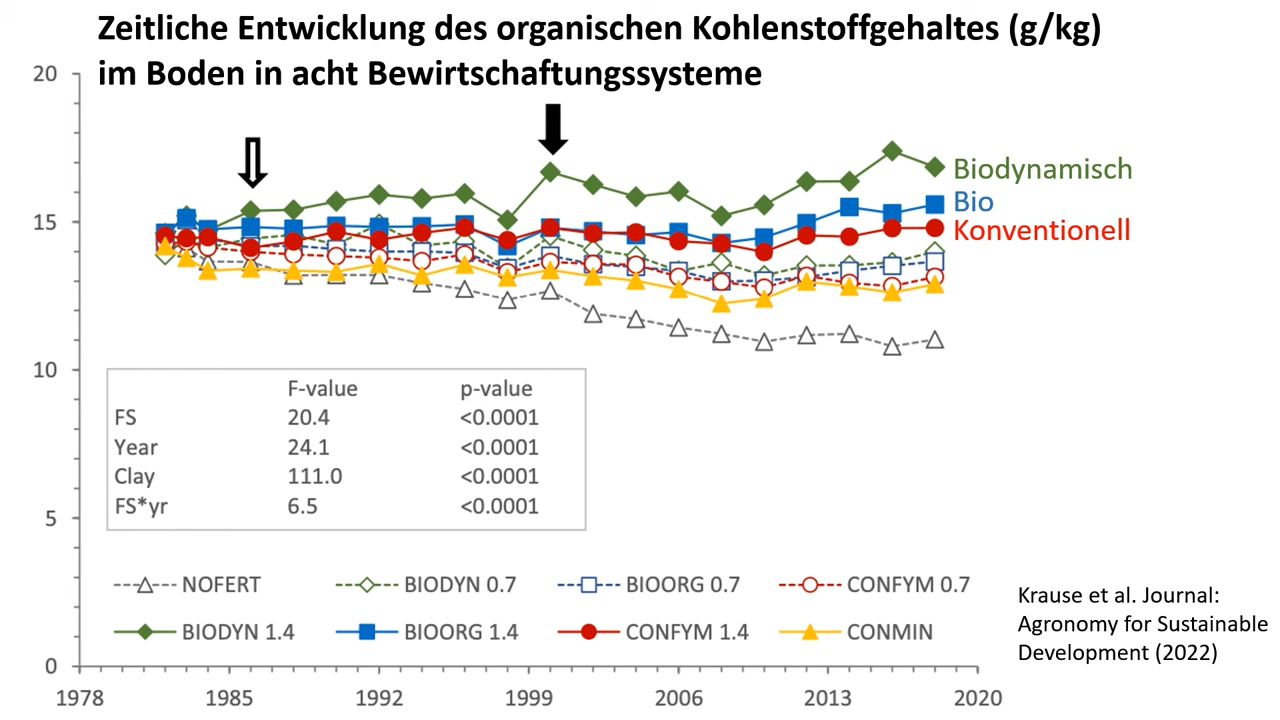 Zeitliche Entwicklung des organischen Kohlenstoffgehaltes (g/kg)
im Boden in acht Bewirtschaftungssysteme
20
15
10
5
0
Biodynamisch
Bio
Konventionell
F-value p-value
FS 20.4 <0.0001
Year 24.1 <0.0001
Clay 111.0 <0.0001
FS*yr 6.5 <0.0001
NOFERT BIODYN 0.7 BIOORG 0.7 CONFYM 0.7
BIODYN 1.4 BIOORG 1.4 CONFYM 1.4 CONMIN
1978 1985 1992 1999 2006 2013 2020
Krause et al. Journal:
Agronomy for Sustainable
Development (2022)